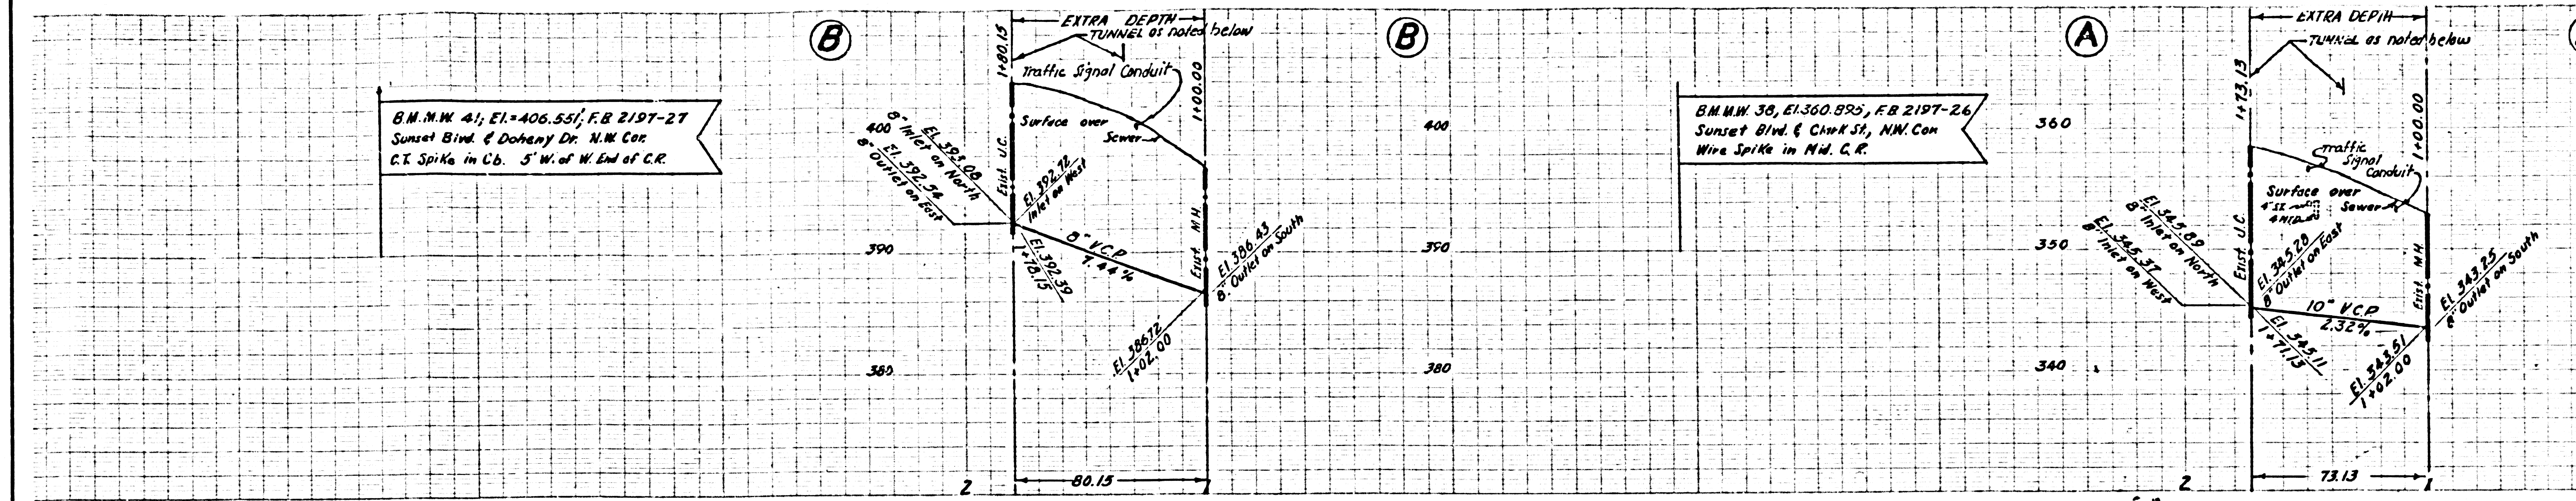 B
EXTRA DEPTH
TUNNEL as noted below
1+80.15
Traffic Signal Conduit
1+00.00
B.M.M.W. 41; El.=406.551; F.B. 2197-27
Sunset Blvd. & Doheny Dr. N.W. Cor.
C.T. Spike in Cb. 5' W. of W. End of C.R.
400
El. 393.08
8" Inlet on North
El. 392.54
8" Outlet on East
Exist. J.C.
Surface over
Sewer
El. 392.72
Inlet on West
390
El. 392.39
1+78.15
8" V.C.P.
7.44%
Exist. M.H.
El. 386.43
8" Outlet on South
El. 386.72
1+02.00
380
2
80.15
1
B
400
390
380
B.M.M.W. 38, El. 360.895, F.B. 2197-26
Sunset Blvd. & Clark St., N.W. Cor.
Wire Spike in Mid. C.R.
A
EXTRA DEPTH
TUNNEL as noted below
1+73.13
1+00.00
360
Traffic
Signal
Conduit
Surface over
Sewer
Exist. J.C.
El. 345.89
8" Inlet on North
El. 345.37
8" Inlet on West
350
El. 345.28
8" Outlet on East
Exist. M.H.
El. 343.25
8" Outlet on South
10" V.C.P.
2.32%
El. 345.11
1+71.13
El. 343.51
1+02.00
340
2
73.13
1